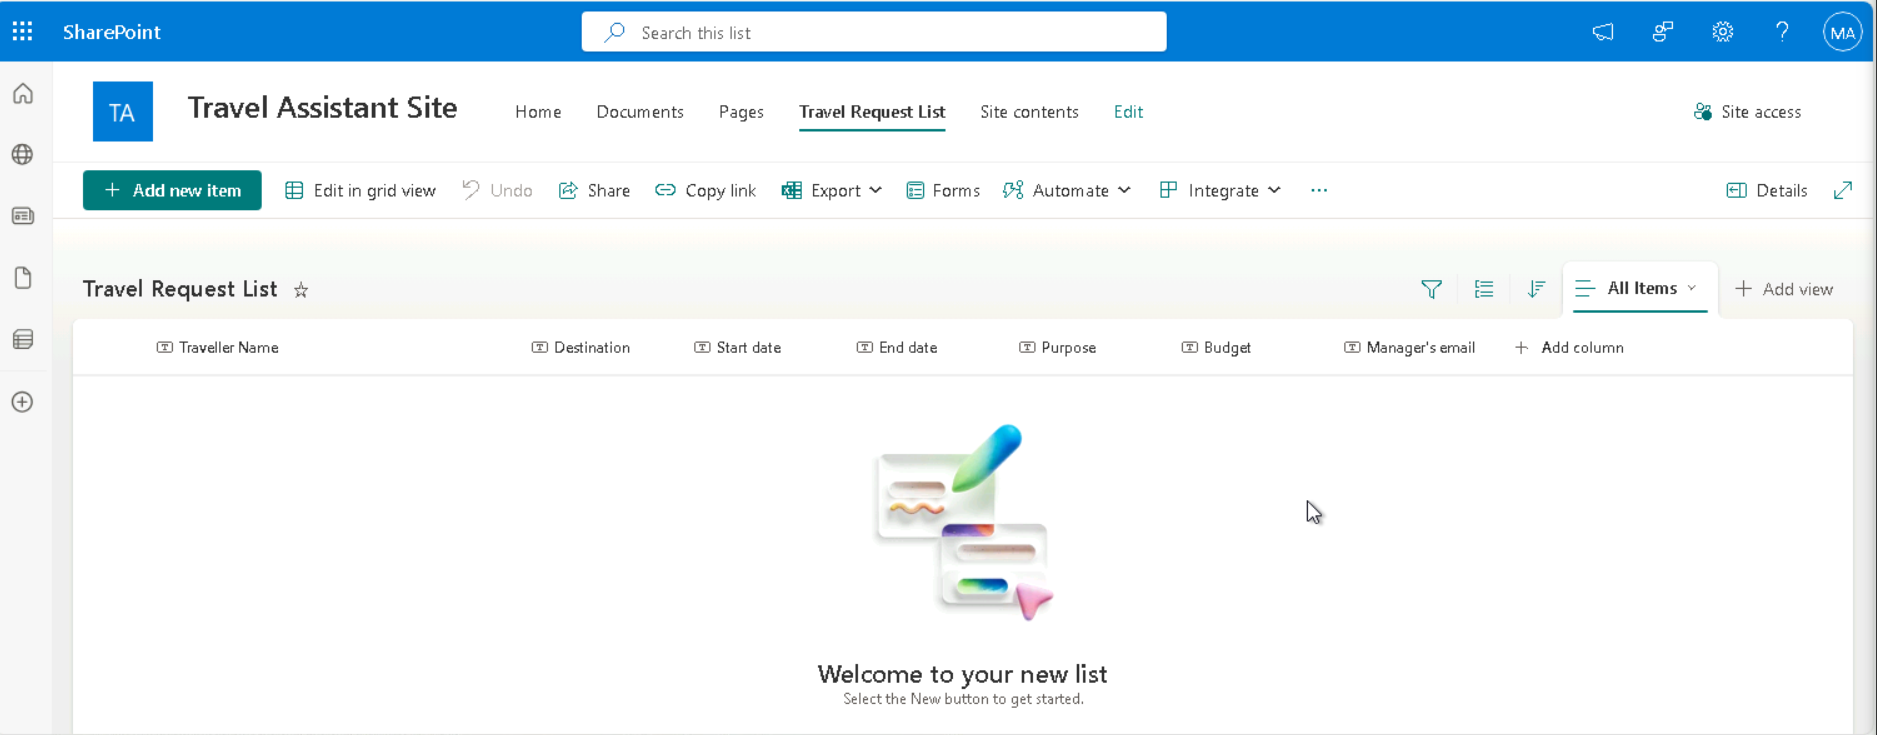 SharePoint
Search this list
MA
TA
Travel Assistant Site
Home
Documents
Pages
Travel Request List
Site contents
Edit
Site access
Add new item
Edit in grid view
Undo
Share
Copy link
Export
Forms
Automate
Integrate
Details
Travel Request List
All Items
Add view
Traveller Name
Destination
Start date
End date
Purpose
Budget
Manager's email
Add column
Welcome to your new list
Select the New button to get started.